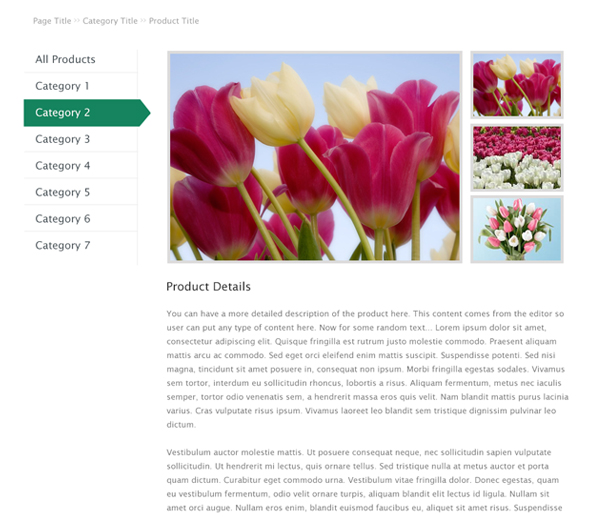 Page Title >> Category Title >> Product Title
All Products
Category 1
Category 2
Category 3
Category 4
Category 5
Category 6
Category 7
Product Details
You can have a more detailed description of the product here. This content comes from the editor so
user can put any type of content here. Now for some random text... Lorem ipsum dolor sit amet,
consectetur adipiscing elit. Quisque fringilla est rutrum justo molestie commodo. Praesent aliquam
mattis arcu ac commodo. Sed eget orci eleifend enim mattis suscipit. Suspendisse potenti. Sed nisi
magna, tincidunt sit amet posuere in, consequat non ipsum. Morbi fringilla egestas sodales. Vivamus
sem tortor, interdum eu sollicitudin rhoncus, lobortis a risus. Aliquam fermentum, metus nec iaculis
semper, tortor odio venenatis sem, a hendrerit massa eros quis velit. Nam blandit mattis purus lacinia
varius. Cras vulputate risus ipsum. Vivamus laoreet leo blandit sem tristique dignissim pulvinar leo
dictum.
Vestibulum auctor molestie mattis. Ut posuere consequat neque, nec sollicitudin sapien vulputate
sollicitudin. Ut hendrerit mi lectus, quis ornare tellus. Sed tristique nulla at metus auctor et porta
quam dictum. Curabitur eget commodo urna. Vestibulum vitae fringilla dolor. Donec egestas, quam
eu vestibulum fermentum, odio velit ornare turpis, aliquam blandit elit lectus id ligula. Nullam sit
amet orci augue. Nullam eros enim, blandit euismod faucibus eu, aliquet sit amet risus. Suspendisse